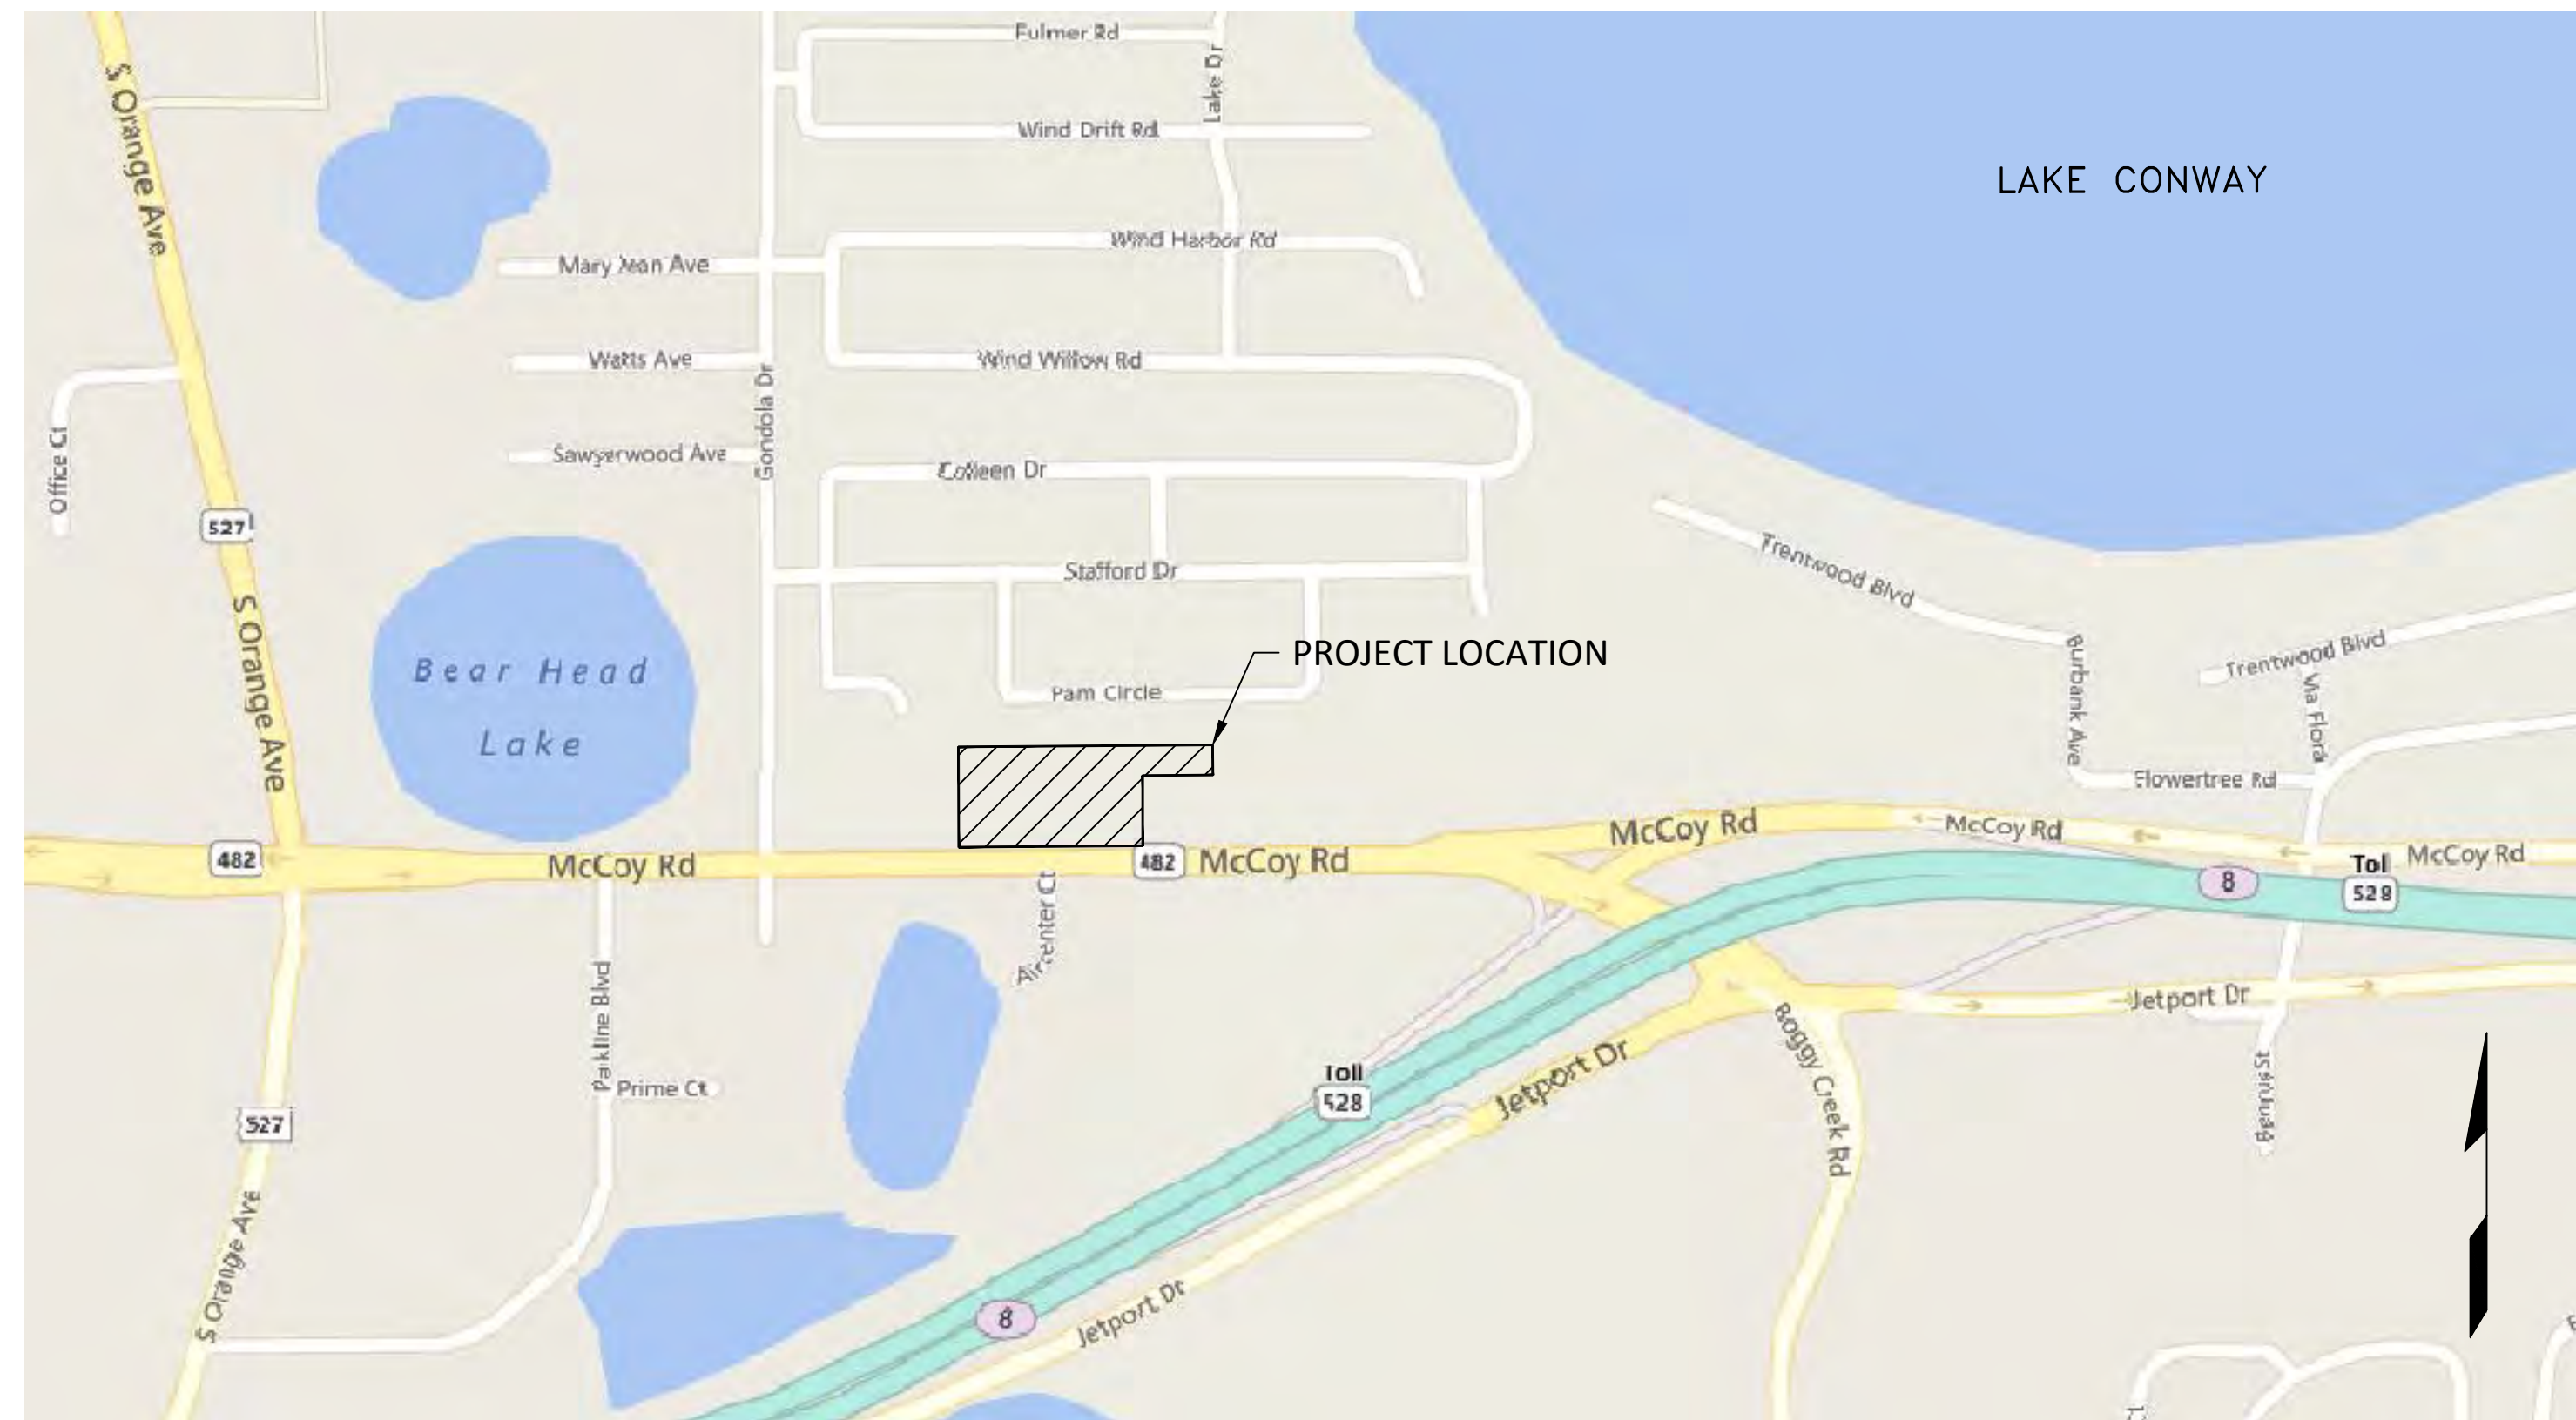 Fulmer Rd
S Orange Ave
Lake Dr
Wind Drift Rd
LAKE CONWAY
Wind Harbor Rd
Mary Jean Ave
Watts Ave
Wind Willow Rd
Gondola Dr
Office Ct
Sawyerwood Ave
Colleen Dr
527
Trentwood Blvd
Stafford Dr
S Orange Ave
PROJECT LOCATION
Bear Head
Lake
Pam Circle
Burbank Ave
Trentwood Blvd
Via Flora
Flowertree Rd
McCoy Rd
McCoy Rd
482
McCoy Rd
482
McCoy Rd
Toll
528
McCoy Rd
8
Aircenter Ct
Parkline Blvd
Jetport Dr
Boggy Creek Rd
Prime Ct
Toll
528
Jetport Dr
527
S Orange Ave
8
Jetport Dr